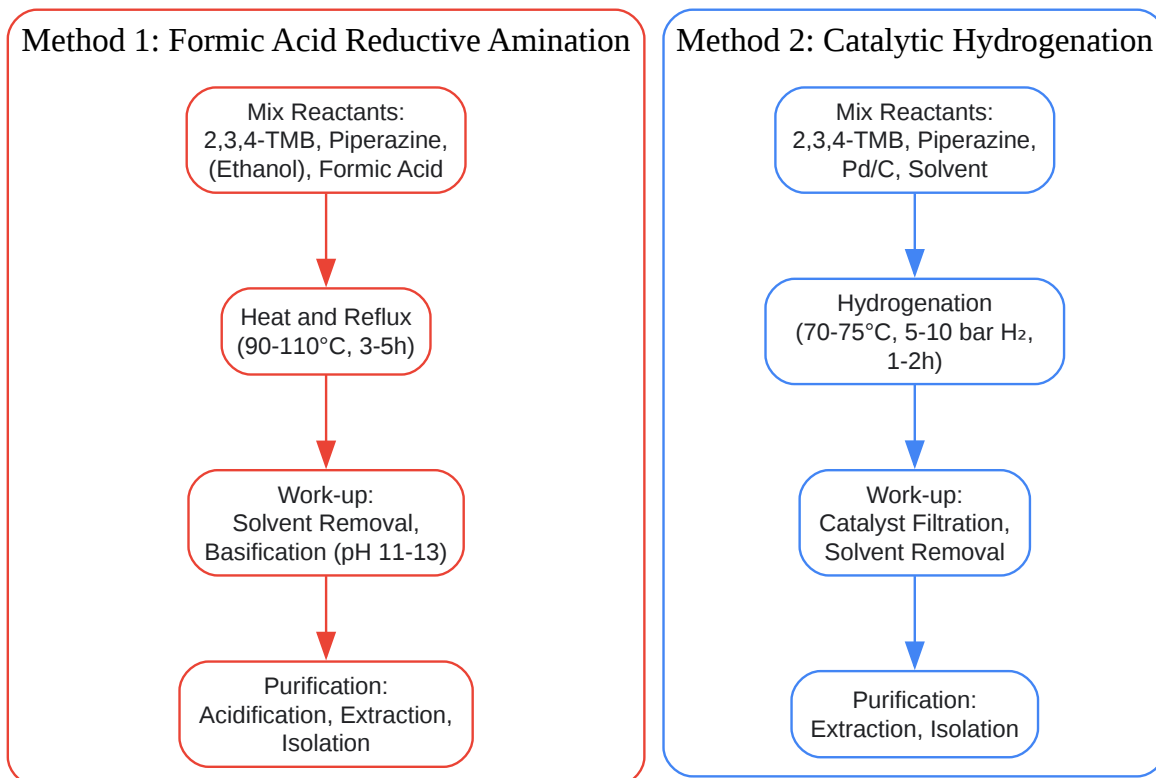 Method 1: Formic Acid Reductive Amination
Mix Reactants:
2,3,4-TMB, Piperazine,
(Ethanol), Formic Acid
Heat and Reflux
(90-110°C, 3-5h)
Work-up:
Solvent Removal,
Basification (pH 11-13)
Purification:
Acidification, Extraction,
Isolation
Method 2: Catalytic Hydrogenation
Mix Reactants:
2,3,4-TMB, Piperazine,
Pd/C, Solvent
Hydrogenation
(70-75°C, 5-10 bar H₂,
1-2h)
Work-up:
Catalyst Filtration,
Solvent Removal
Purification:
Extraction, Isolation